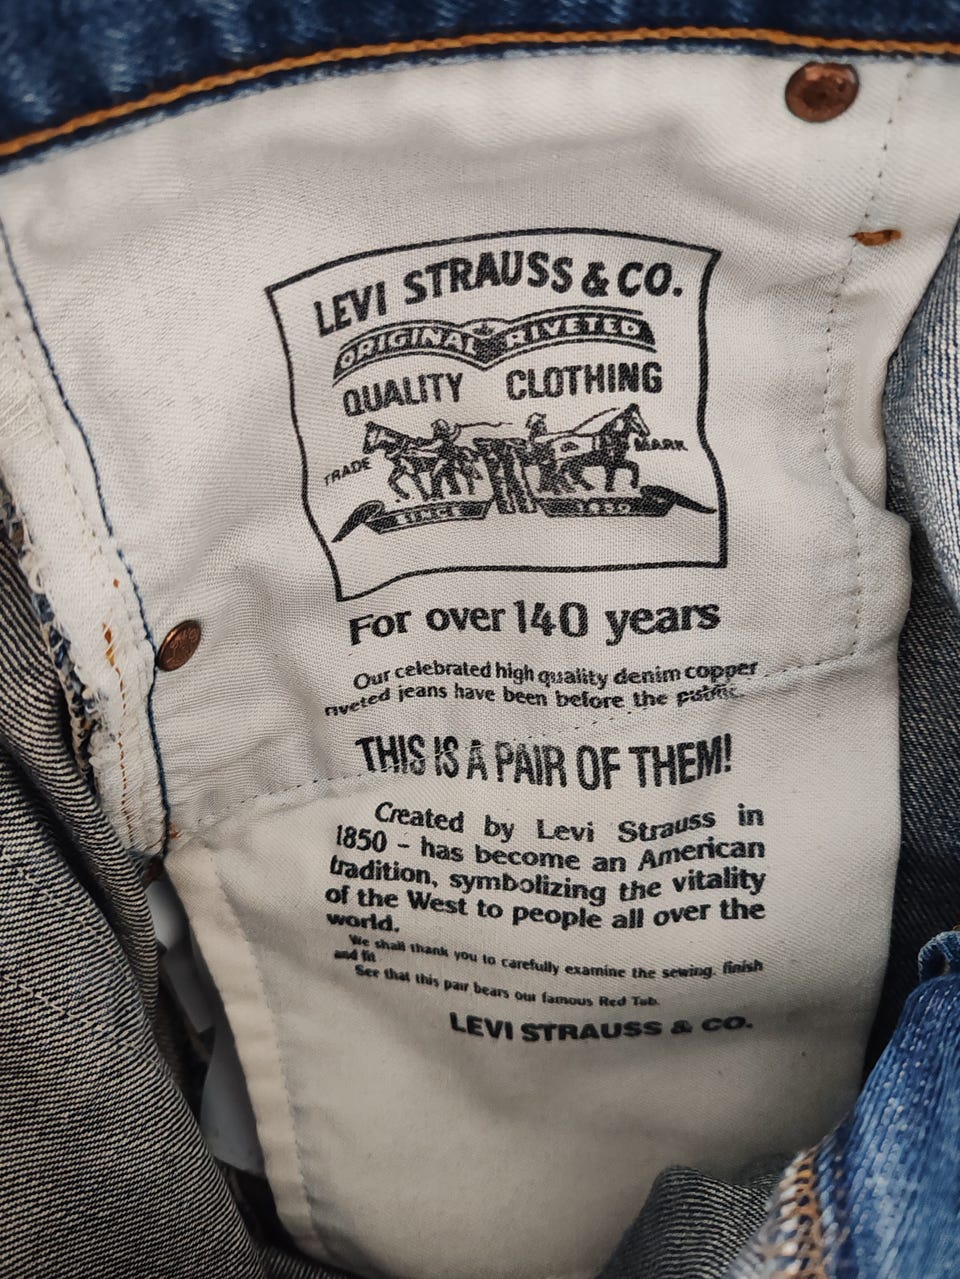 LEVI STRAUSS & CO.
ORIGINAL RIVETED
QUALITY CLOTHING
TRADE MARK
SINCE 1850
For over 140 years
Our celebrated high quality denim copper
riveted jeans have been before the public.
THIS IS A PAIR OF THEM!
Created by Levi Strauss in
1850 - has become an American
tradition, symbolizing the vitality
of the West to people all over the
world.
We shall thank you to carefully examine the sewing. finish
and fit
See that this pair bears our famous Red Tab.
LEVI STRAUSS & CO.